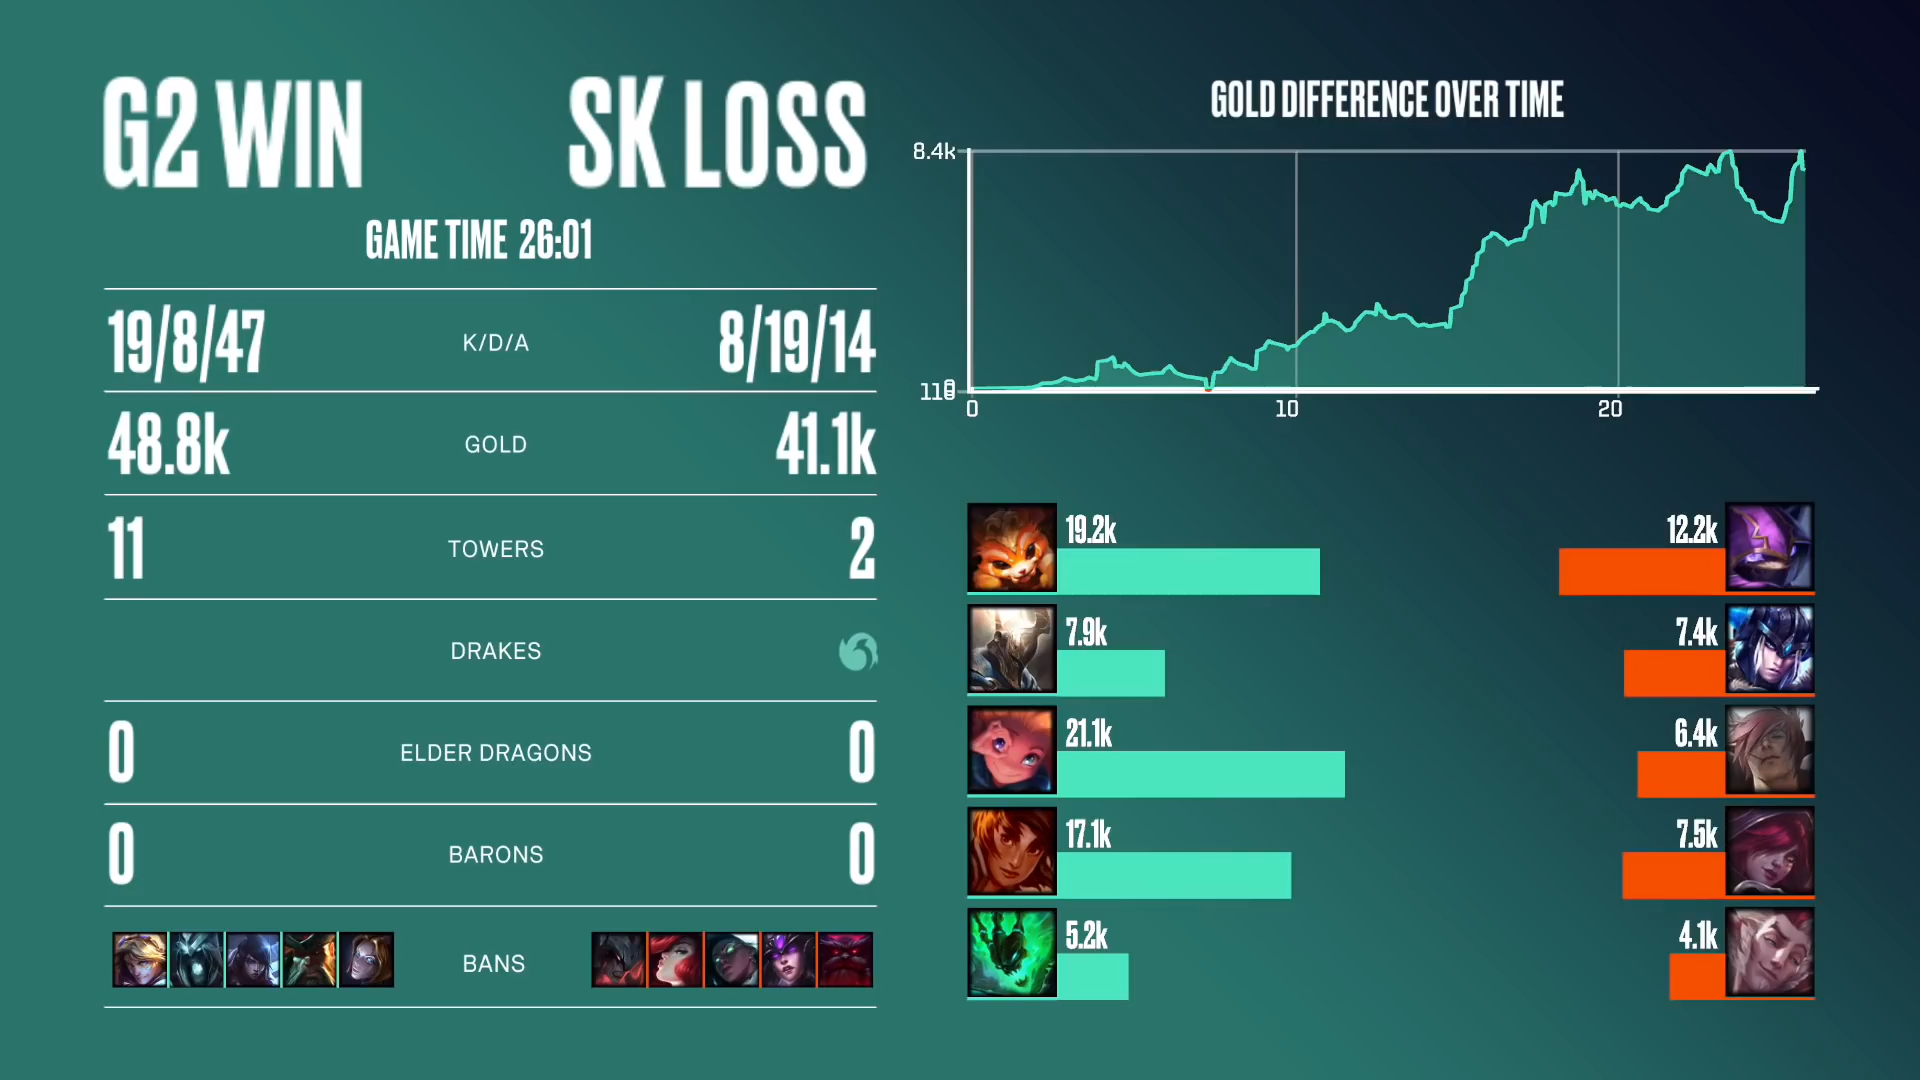 G2 WIN
SK LOSS
GAME TIME 26:01
19/8/47 K/D/A 8/19/14
48.8k GOLD 41.1k
11 TOWERS 2
DRAKES
0 ELDER DRAGONS 0
0 BARONS 0
BANS
GOLD DIFFERENCE OVER TIME
8.4k
0
0 10 20
19.2k 12.2k
7.9k 7.4k
21.1k 6.4k
17.1k 7.5k
5.2k 4.1k